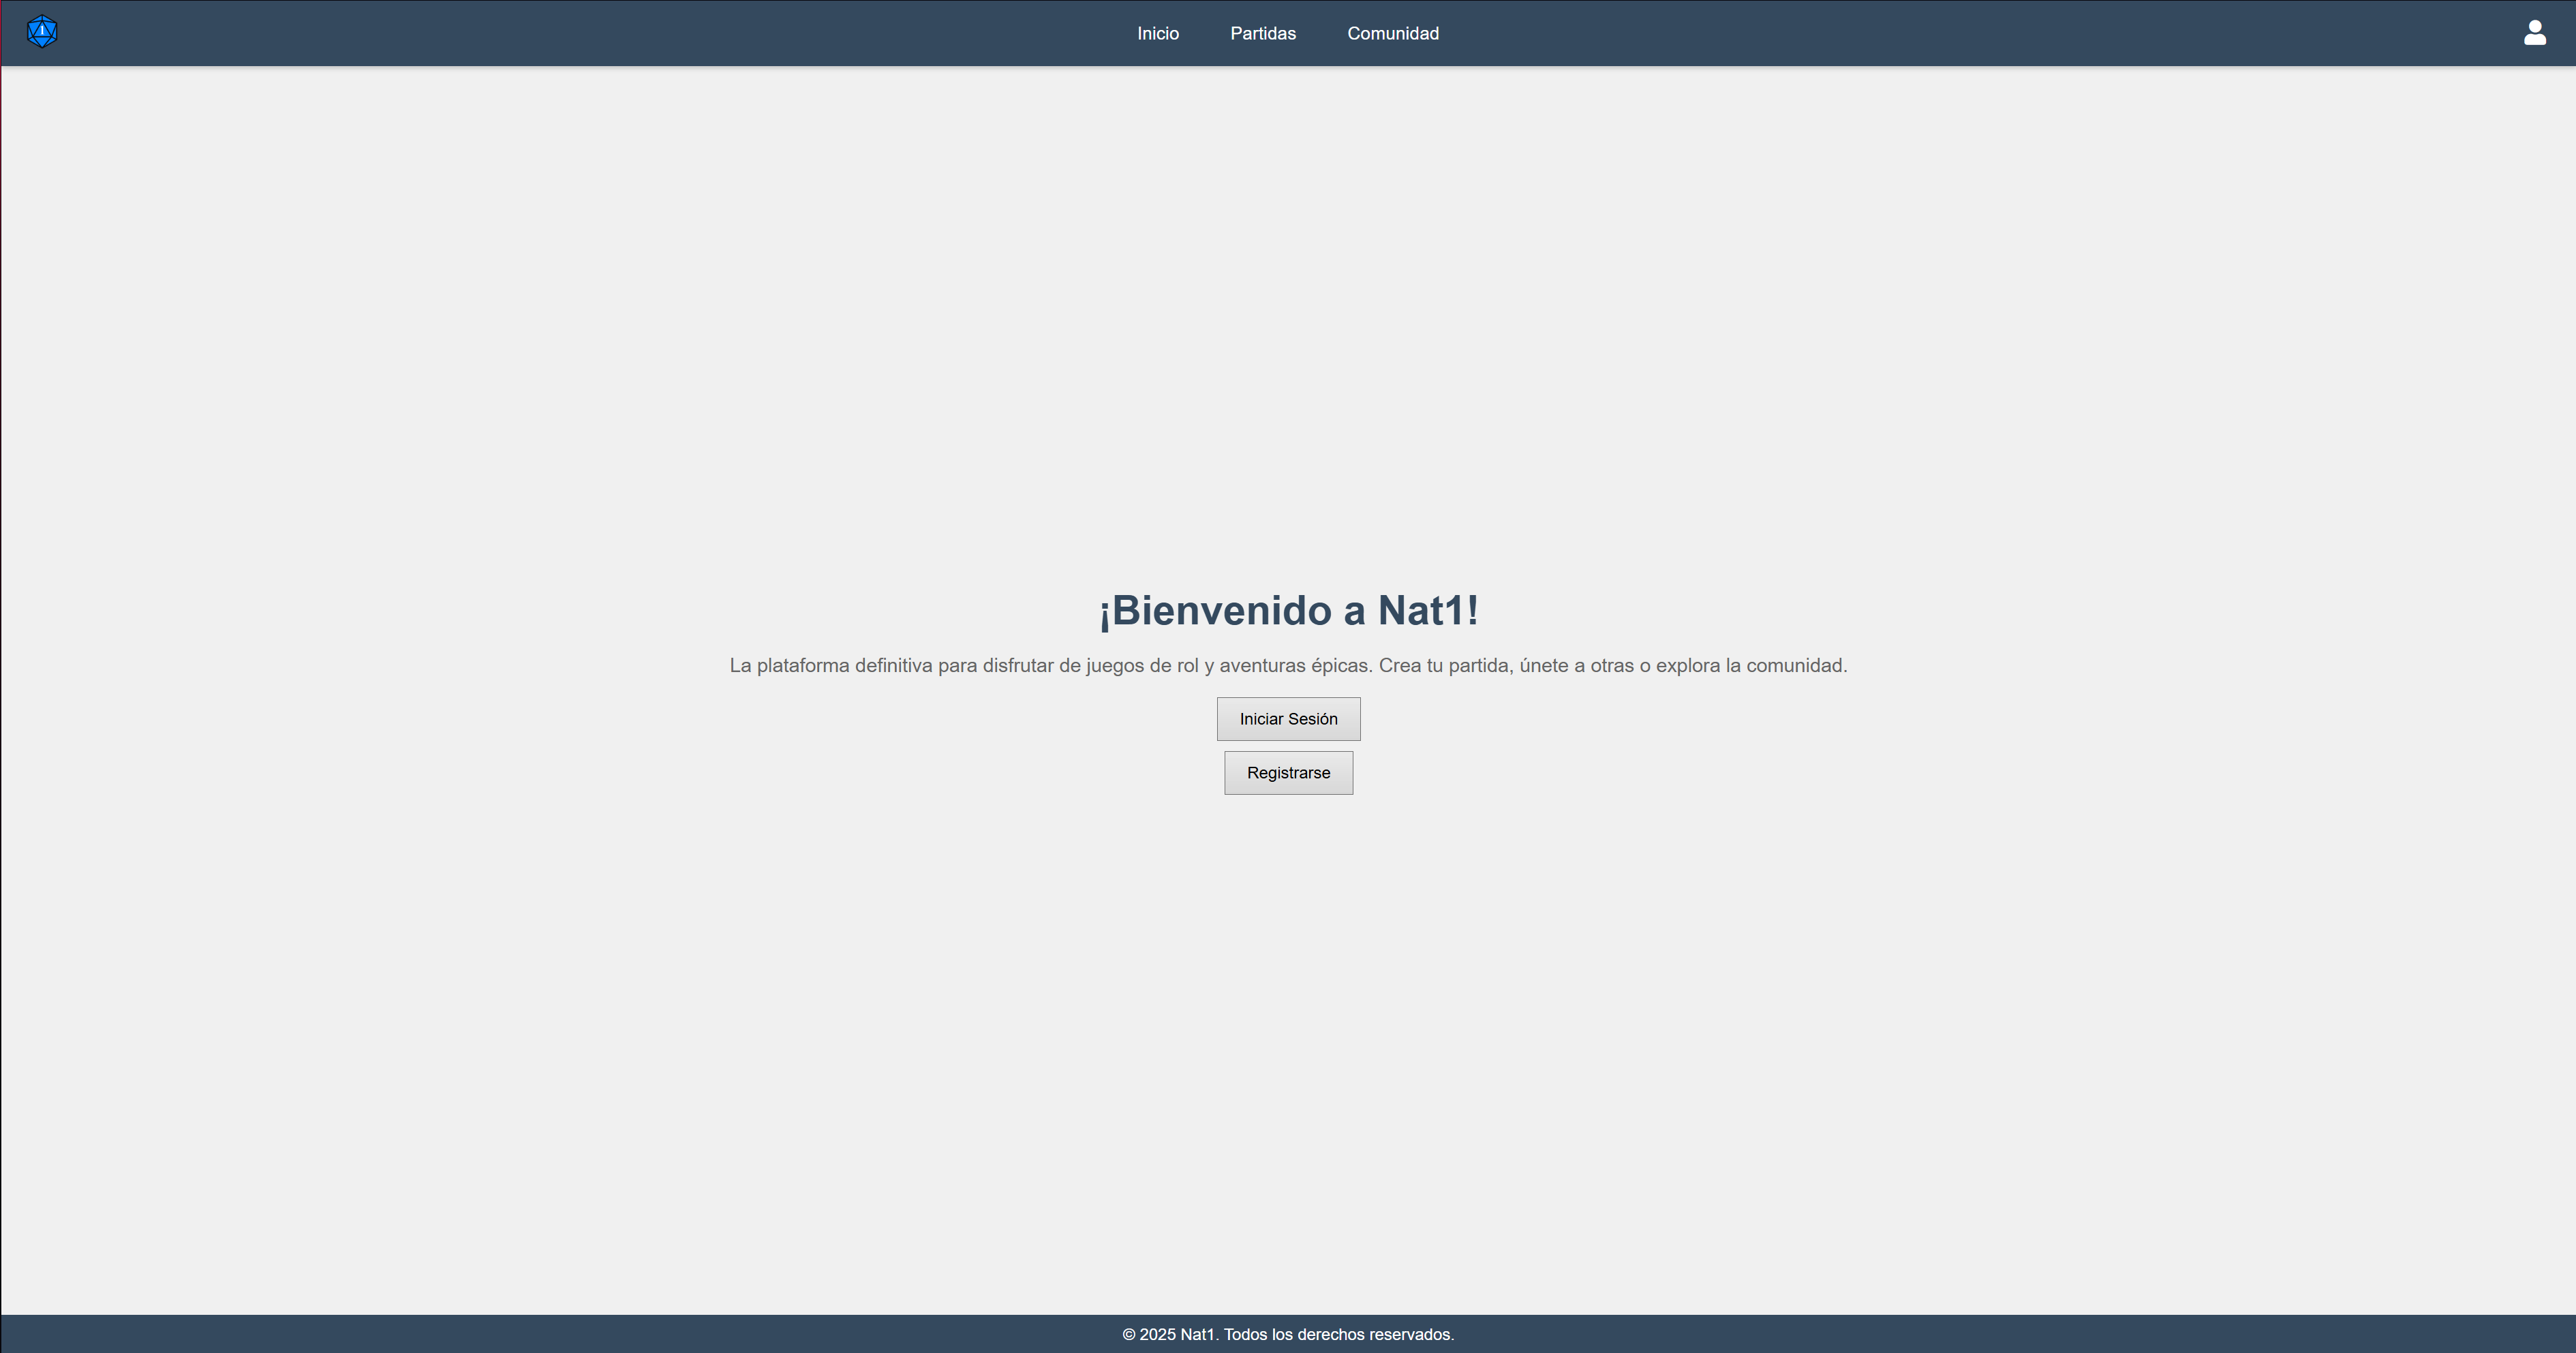 1
Inicio Partidas Comunidad
¡Bienvenido a Nat1!
La plataforma definitiva para disfrutar de juegos de rol y aventuras épicas. Crea tu partida, únete a otras o explora la comunidad.
Iniciar Sesión
Registrarse
© 2025 Nat1. Todos los derechos reservados.